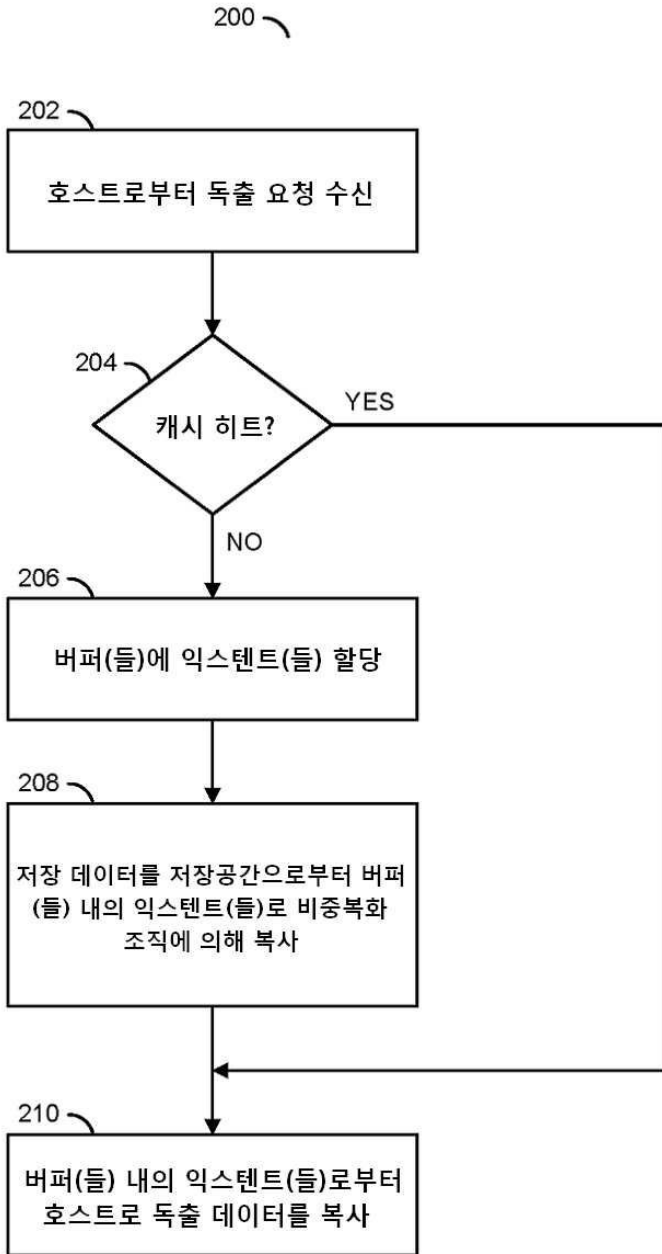 200
202
호스트로부터 독출 요청 수신
204
캐시 히트?
YES
NO
206
버퍼(들)에 익스텐트(들) 할당
208
저장 데이터를 저장공간으로부터 버퍼
(들) 내의 익스텐트(들)로 비중복화
조직에 의해 복사
210
버퍼(들) 내의 익스텐트(들)로부터
호스트로 독출 데이터를 복사